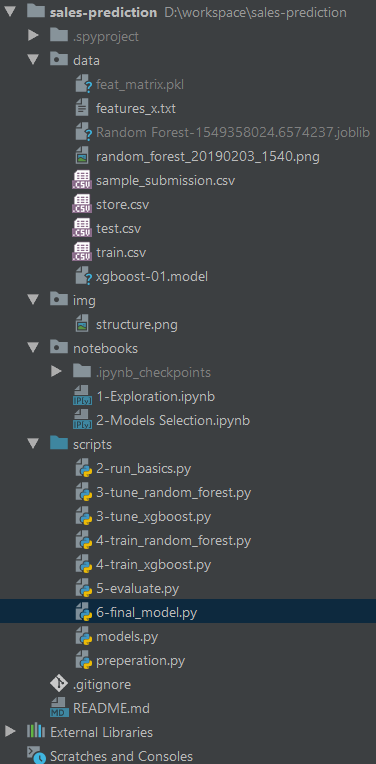 sales-prediction D:\workspace\sales-prediction
.spyproject
data
feat_matrix.pkl
features_x.txt
Random Forest-1549358024.6574237.joblib
random_forest_20190203_1540.png
sample_submission.csv
store.csv
test.csv
train.csv
xgboost-01.model
img
structure.png
notebooks
.ipynb_checkpoints
1-Exploration.ipynb
2-Models Selection.ipynb
scripts
2-run_basics.py
3-tune_random_forest.py
3-tune_xgboost.py
4-train_random_forest.py
4-train_xgboost.py
5-evaluate.py
6-final_model.py
models.py
preperation.py
.gitignore
README.md
External Libraries
Scratches and Consoles